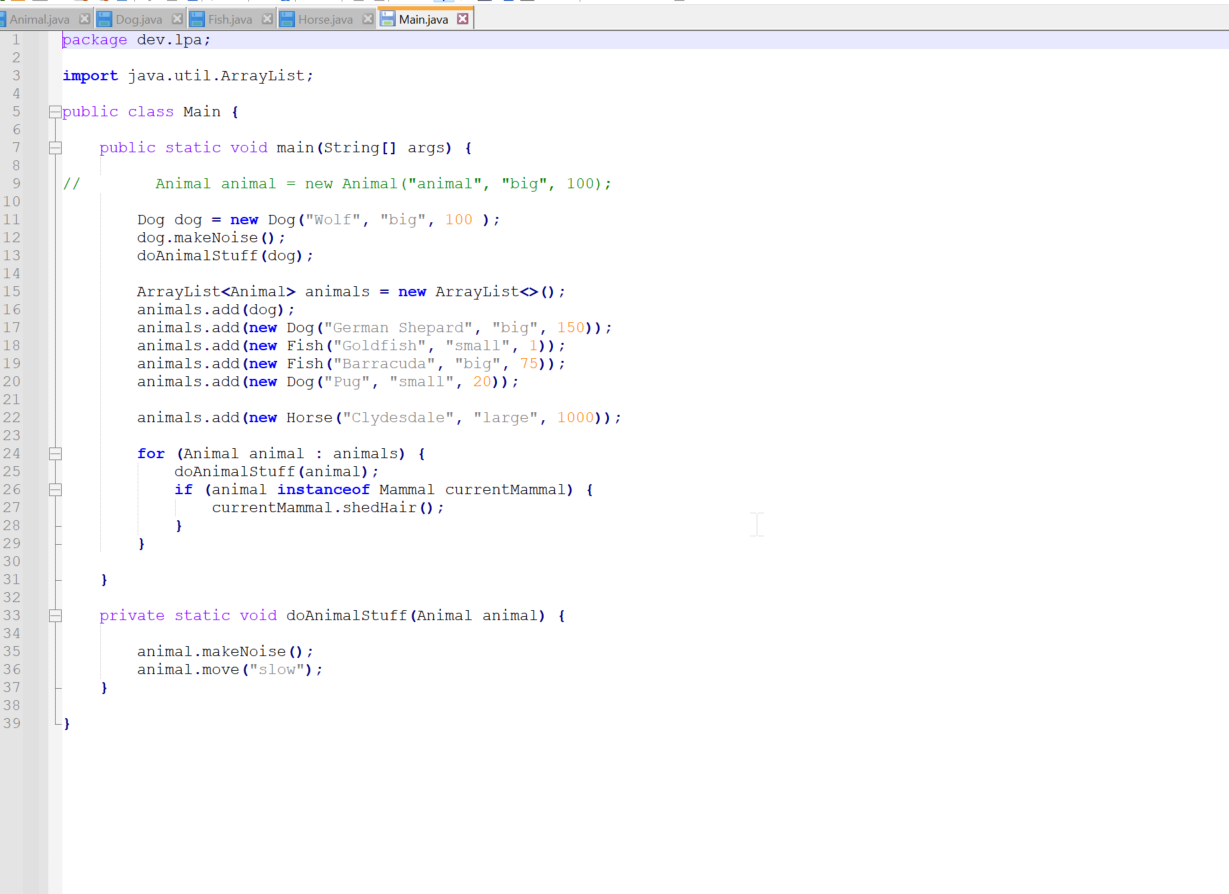 Animal.java Dog.java Fish.java Horse.java Main.java
1 package dev.lpa;
2
3 import java.util.ArrayList;
4
5 public class Main {
6
7 public static void main(String[] args) {
8
9 // Animal animal = new Animal("animal", "big", 100);
10
11 Dog dog = new Dog("Wolf", "big", 100 );
12 dog.makeNoise();
13 doAnimalStuff(dog);
14
15 ArrayList<Animal> animals = new ArrayList<>();
16 animals.add(dog);
17 animals.add(new Dog("German Shepard", "big", 150));
18 animals.add(new Fish("Goldfish", "small", 1));
19 animals.add(new Fish("Barracuda", "big", 75));
20 animals.add(new Dog("Pug", "small", 20));
21
22 animals.add(new Horse("Clydesdale", "large", 1000));
23
24 for (Animal animal : animals) {
25 doAnimalStuff(animal);
26 if (animal instanceof Mammal currentMammal) {
27 currentMammal.shedHair();
28 }
29 }
30
31 }
32
33 private static void doAnimalStuff(Animal animal) {
34
35 animal.makeNoise();
36 animal.move("slow");
37 }
38
39 }